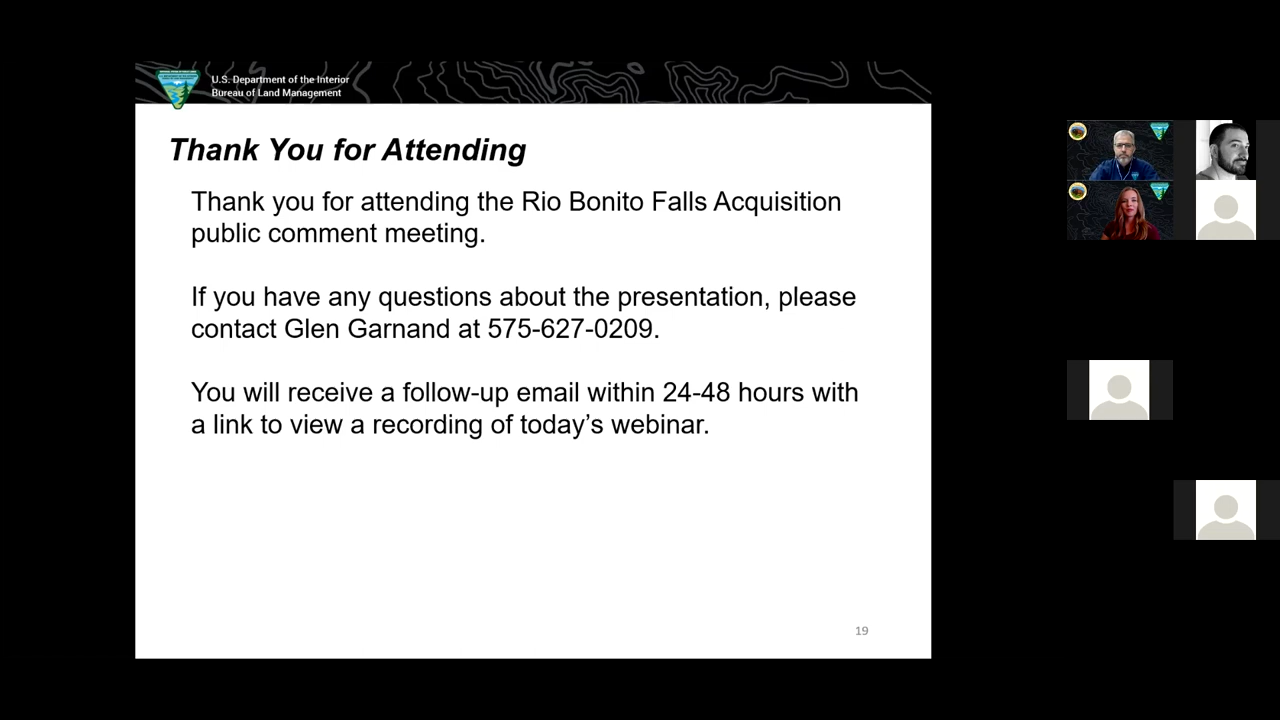 U.S. Department of the Interior
Bureau of Land Management
Thank You for Attending
Thank you for attending the Rio Bonito Falls Acquisition
public comment meeting.
If you have any questions about the presentation, please
contact Glen Garnand at 575-627-0209.
You will receive a follow-up email within 24-48 hours with
a link to view a recording of today’s webinar.
19